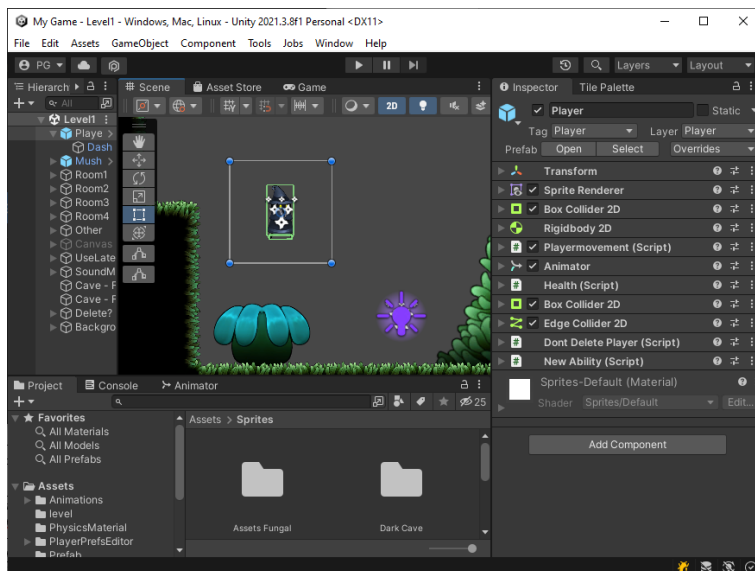 My Game - Level1 - Windows, Mac, Linux - Unity 2021.3.8f1 Personal <DX11>
File Edit Assets GameObject Component Tools Jobs Window Help
PG Layers Layout
Hierarch Scene Asset Store Game Inspector Tile Palette
All 2D Player Static
Level1
Playe Tag Player Layer Player
Dash Prefab Open Select Overrides
Mush
Room1 Transform
Room2 Sprite Renderer
Room3 Box Collider 2D
Room4 Rigidbody 2D
Other Playermovement (Script)
Canvas Animator
UseLate Health (Script)
SoundM Box Collider 2D
Cave - F Edge Collider 2D
Cave - F Dont Delete Player (Script)
Delete? New Ability (Script)
Backgro
Project Console Animator Sprites-Default (Material)
25 Shader Sprites/Default Edit...
Favorites Assets > Sprites
All Materials
All Models
All Prefabs Add Component
Assets
Animations
level
PhysicsMaterial Assets Fungal Dark Cave
PlayerPrefsEditor
Prefab